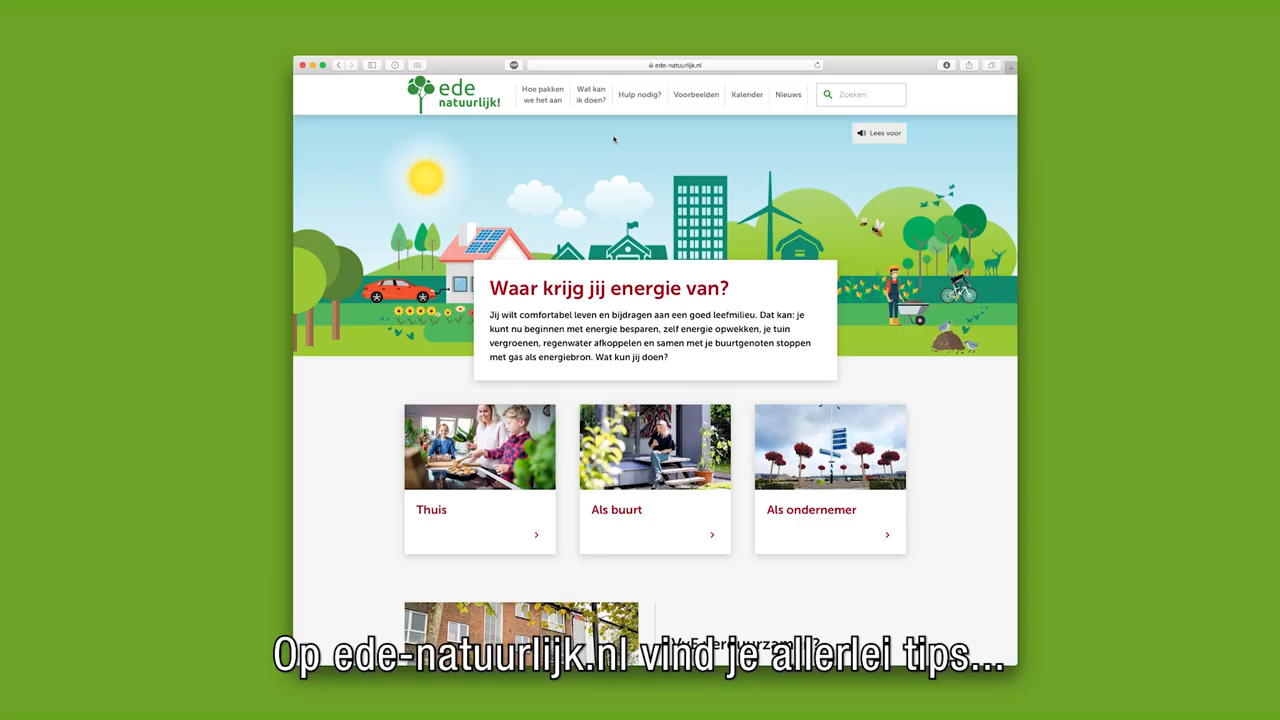 ede-natuurlijk.nl
ede
natuurlijk!
Hoe pakken
we het aan
Wat kan
ik doen?
Hulp nodig?
Voorbeelden
Kalender
Nieuws
Zoeken
Lees voor
Waar krijg jij energie van?
Jij wilt comfortabel leven en bijdragen aan een goed leefmilieu. Dat kan: je
kunt nu beginnen met energie besparen, zelf energie opwekken, je tuin
vergroenen, regenwater afkoppelen en samen met je buurtgenoten stoppen
met gas als energiebron. Wat kun jij doen?
Thuis
Als buurt
Als ondernemer
Op ede-natuurlijk.nl vind je allerlei tips...